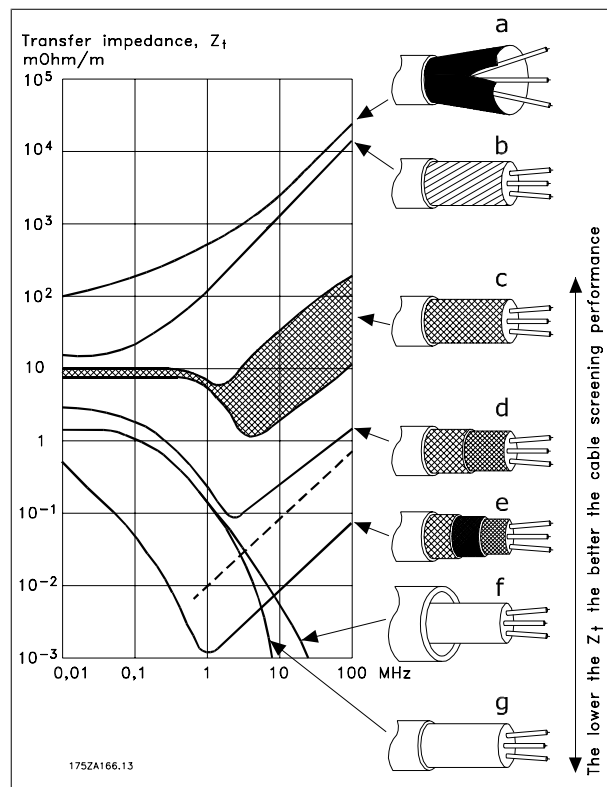 Transfer impedance, Zt
mOhm/m
10⁵
10⁴
10³
10²
10
1
10⁻¹
10⁻²
10⁻³
0,01
0,1
1
10
100
MHz
a
b
c
d
e
f
g
The lower the Zt the better the cable screening performance
175ZA166.13